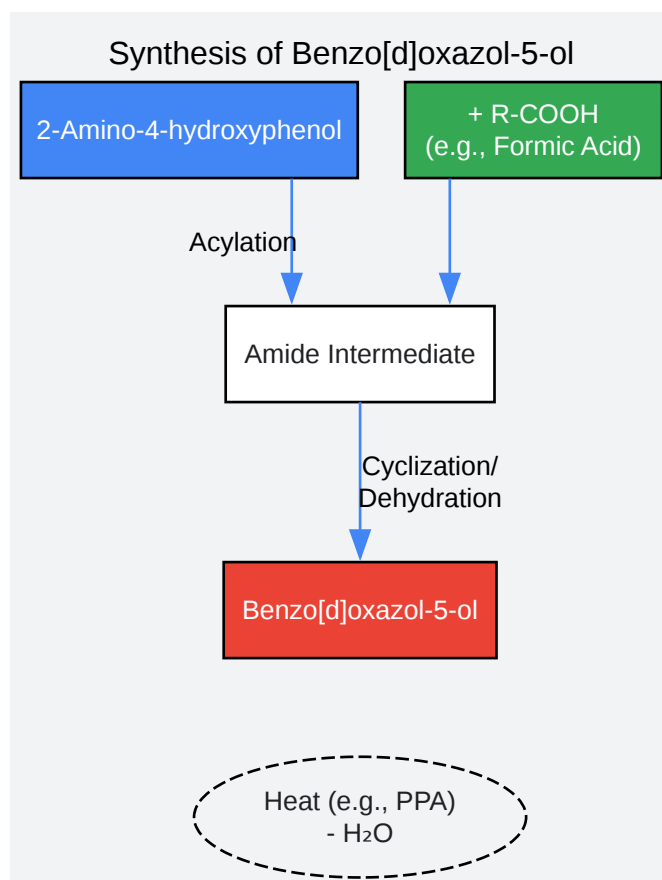 Synthesis of Benzo[d]oxazol-5-ol
2-Amino-4-hydroxyphenol
+ R-COOH
(e.g., Formic Acid)
Acylation
Amide Intermediate
Cyclization/
Dehydration
Benzo[d]oxazol-5-ol
Heat (e.g., PPA)
- H₂O